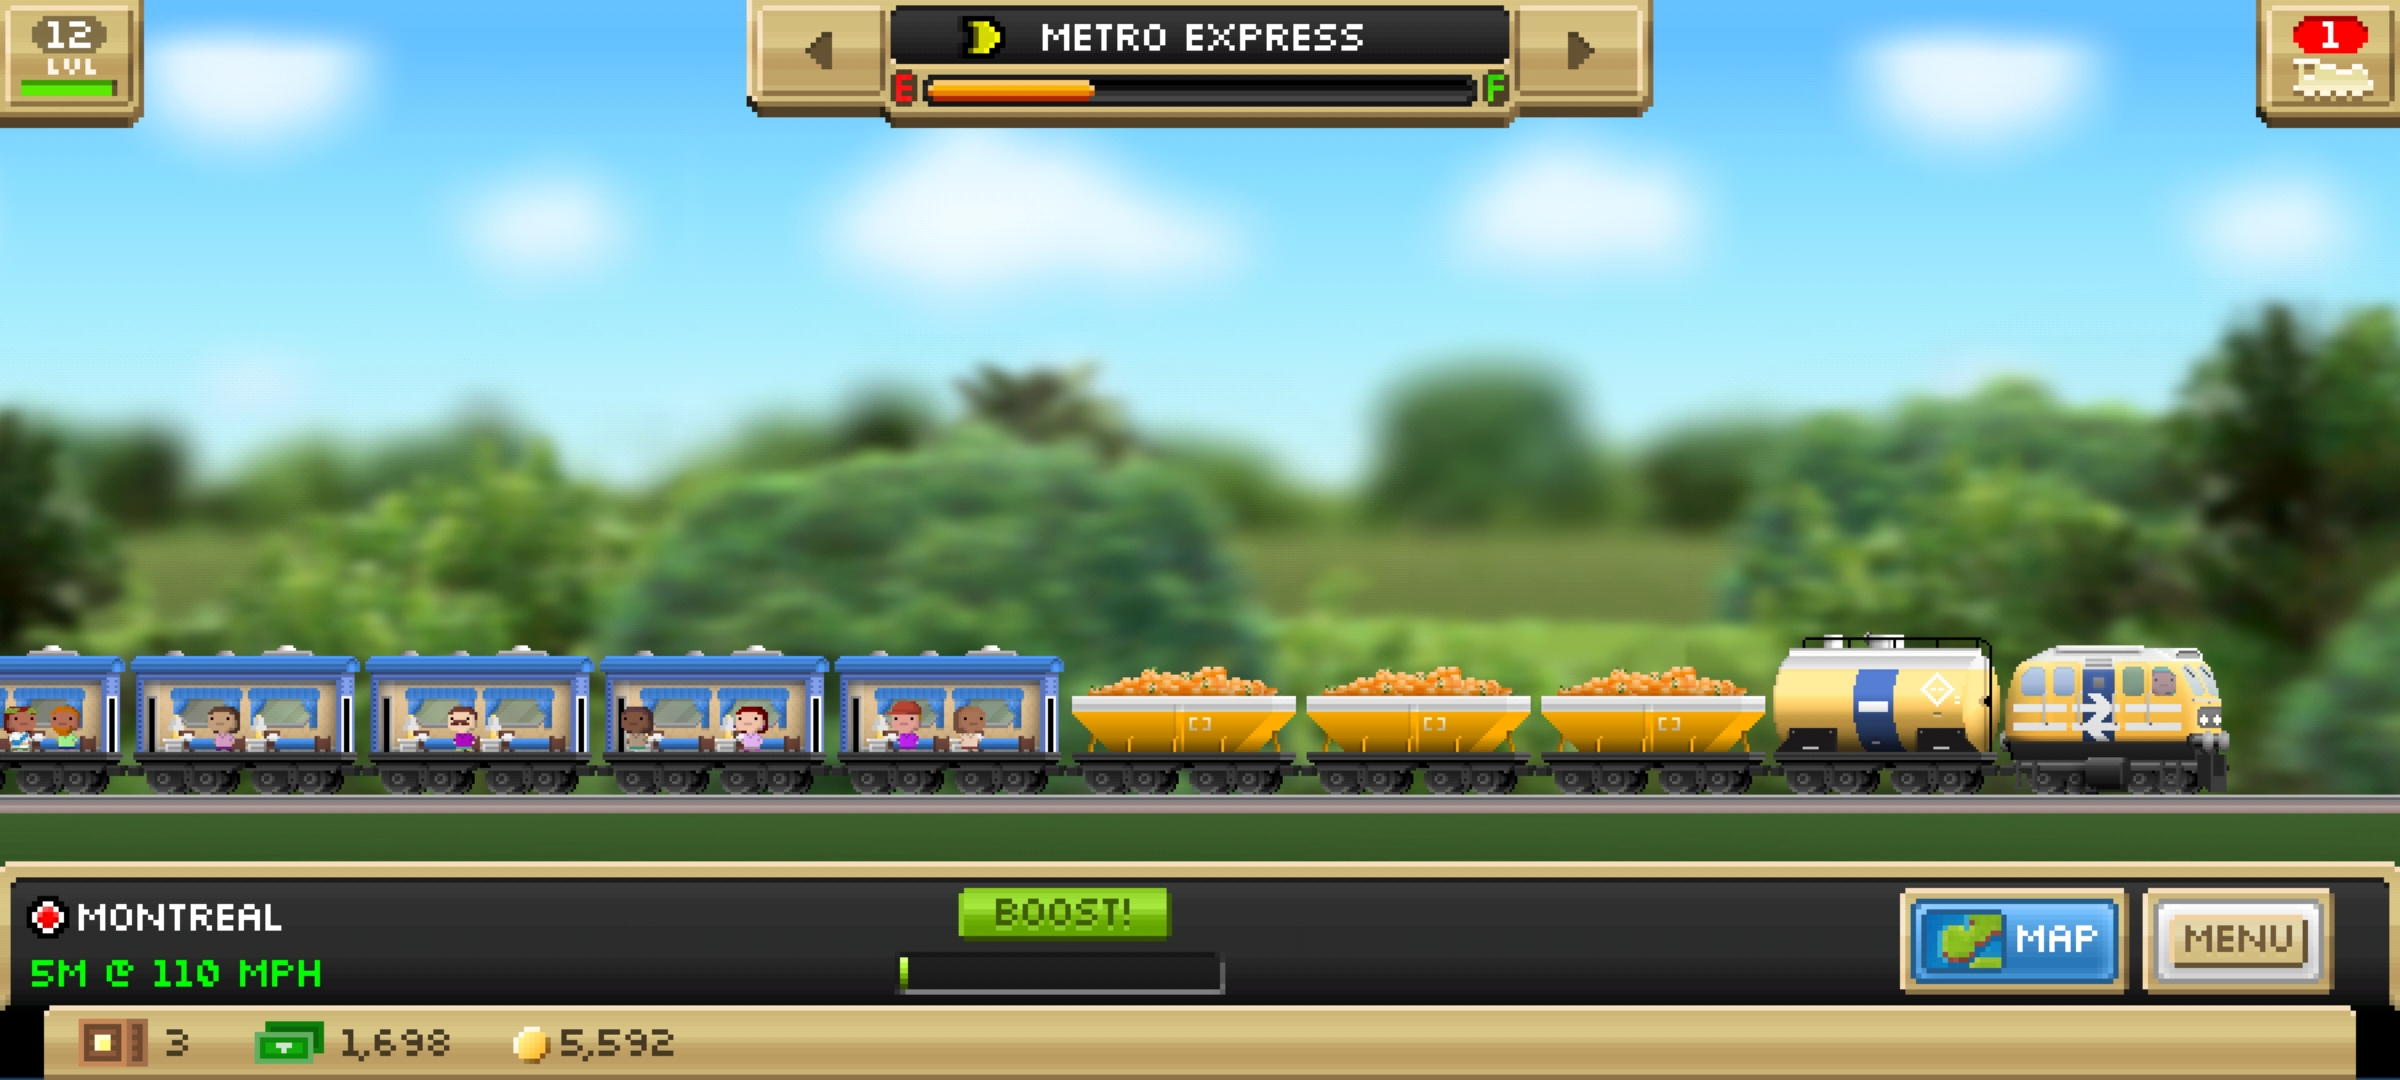 12
LVL
METRO EXPRESS
E F
1
MONTREAL
5M @ 110 MPH
BOOST!
MAP
MENU
3
1,698
5,592